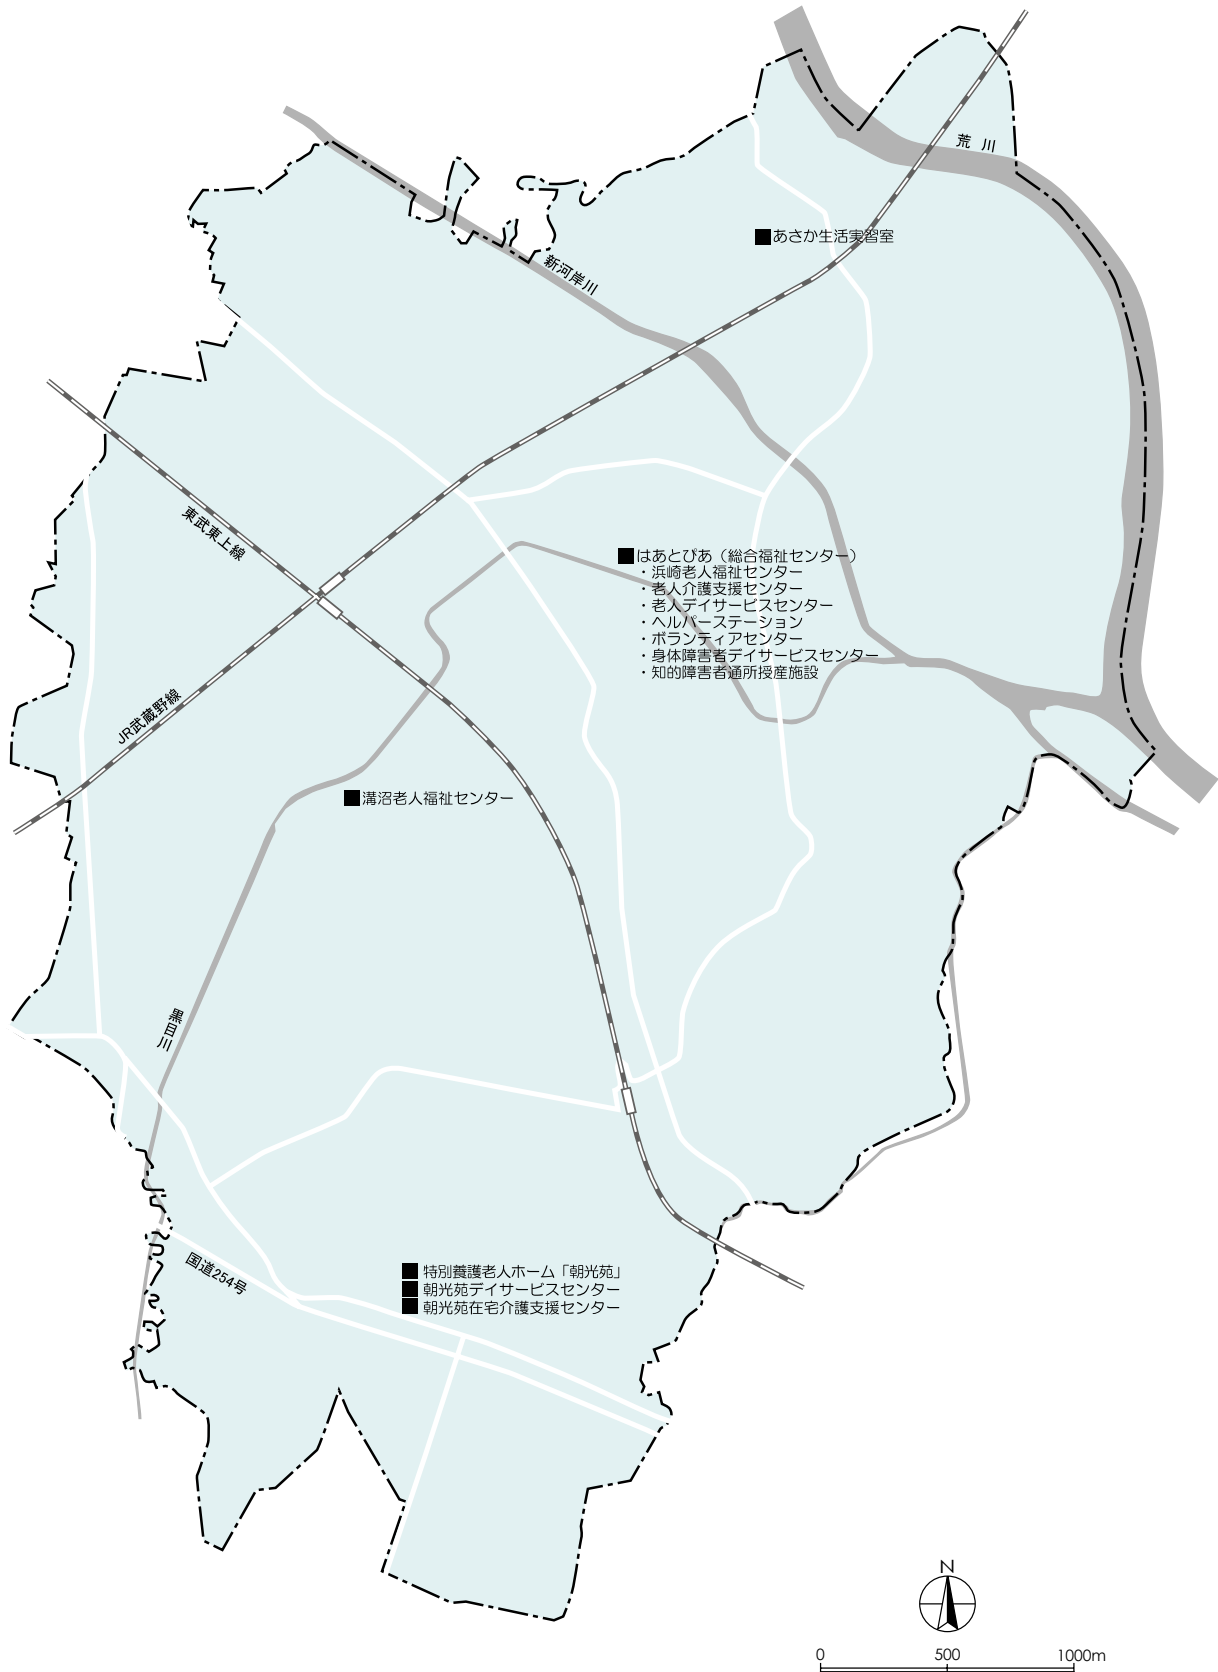 荒川
■あさか生活実習室
新河岸川
東武東上線
■はあとぴあ（総合福祉センター）
・浜崎老人福祉センター
・老人介護支援センター
・老人デイサービスセンター
・ヘルパーステーション
・ボランティアセンター
・身体障害者デイサービスセンター
・知的障害者通所授産施設
JR武蔵野線
■溝沼老人福祉センター
黒目川
国道254号
■特別養護老人ホーム「朝光苑」
■朝光苑デイサービスセンター
■朝光苑在宅介護支援センター
N
0 500 1000m